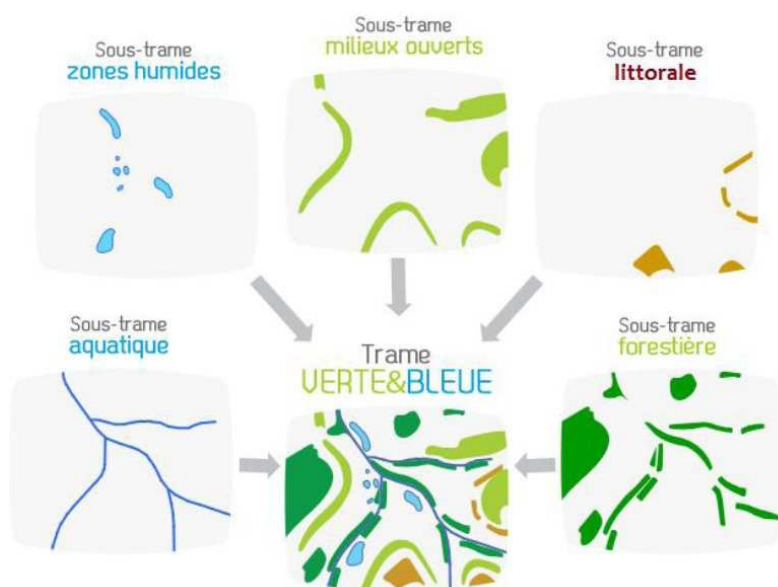 Sous-trame
zones humides
Sous-trame
milieux ouverts
Sous-trame
littorale
Sous-trame
aquatique
Trame
VERTE&BLEUE
Sous-trame
forestière